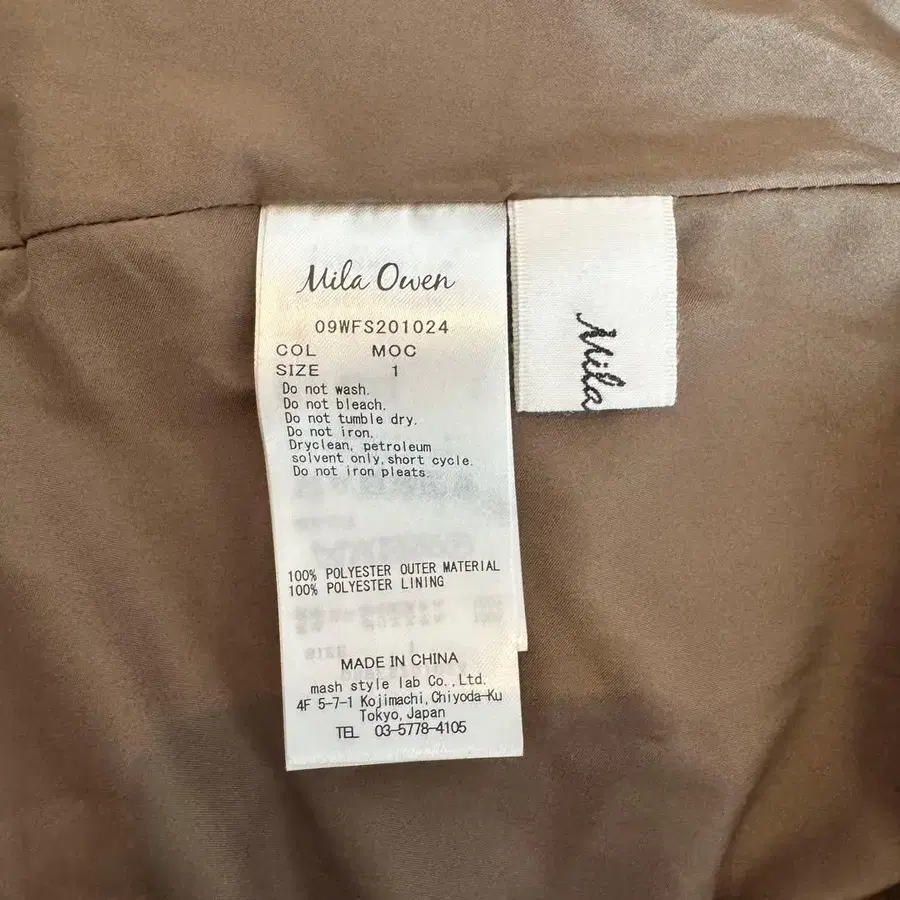 Mila Owen
09WFS201024
COL MOC
SIZE 1
Do not wash.
Do not bleach.
Do not tumble dry.
Do not iron.
Dryclean, petroleum
solvent only,short cycle.
Do not iron pleats.
100% POLYESTER OUTER MATERIAL
100% POLYESTER LINING
MADE IN CHINA
mash style lab Co.,Ltd.
4F 5-7-1 Kojimachi,Chiyoda-Ku
Tokyo,Japan
TEL 03-5778-4105
Mila